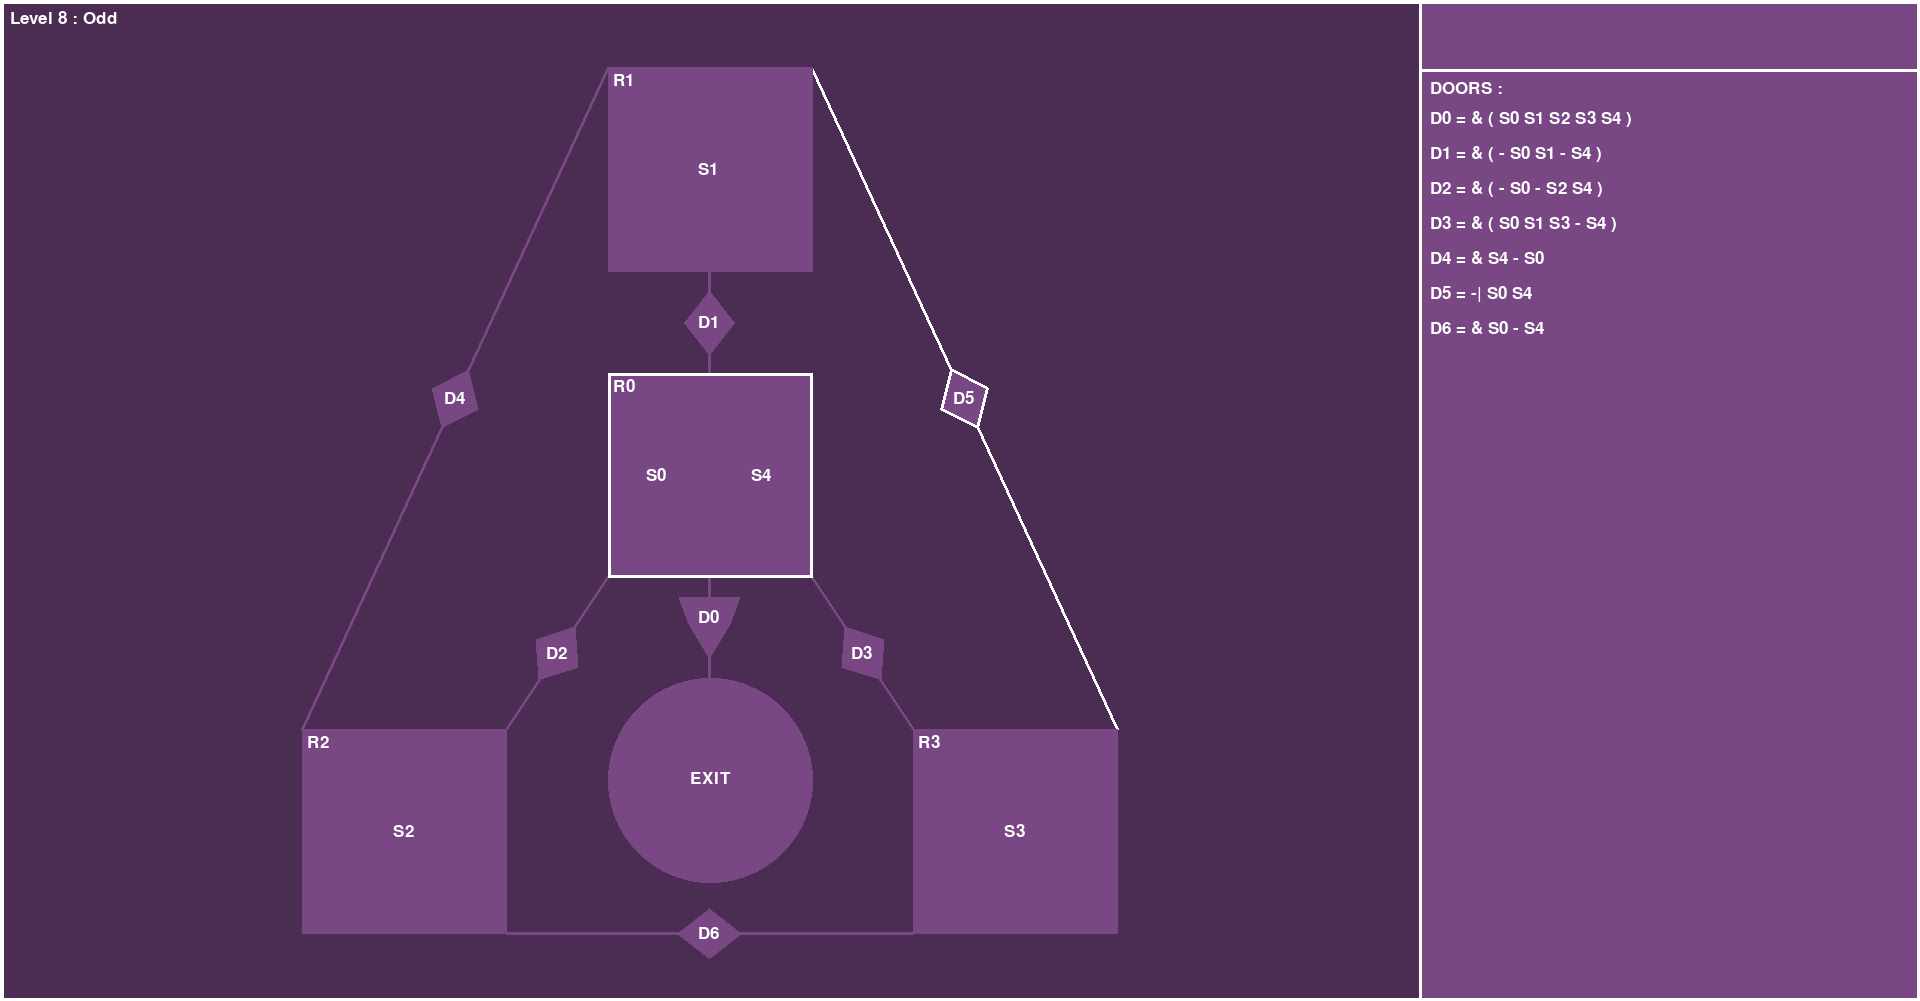 Level 8 : Odd
R1
S1
D1
R0
D4
D5
S0
S4
D0
D2
D3
R2
R3
EXIT
S2
S3
D6
DOORS :
D0 = & ( S0 S1 S2 S3 S4 )
D1 = & ( - S0 S1 - S4 )
D2 = & ( - S0 - S2 S4 )
D3 = & ( S0 S1 S3 - S4 )
D4 = & S4 - S0
D5 = -| S0 S4
D6 = & S0 - S4